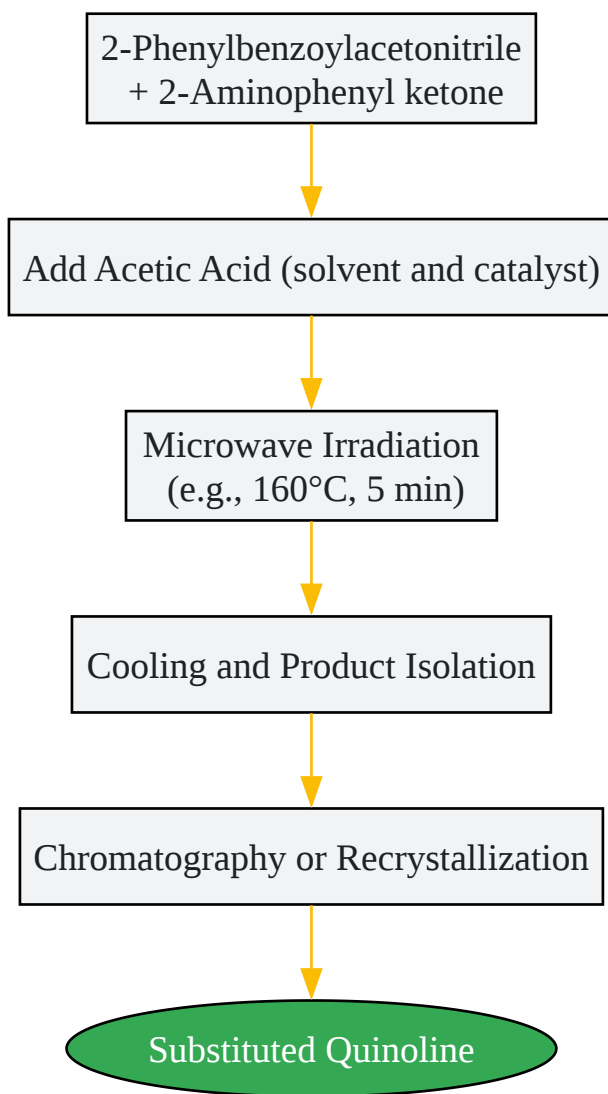 2-Phenylbenzoylacetonitrile
+ 2-Aminophenyl ketone
Add Acetic Acid (solvent and catalyst)
Microwave Irradiation
(e.g., 160°C, 5 min)
Cooling and Product Isolation
Chromatography or Recrystallization
Substituted Quinoline